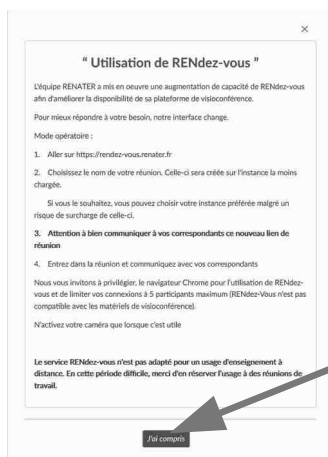 ×
“ Utilisation de RENdez-vous ”
L'équipe RENATER a mis en oeuvre une augmentation de capacité de RENdez-vous
afin d'améliorer la disponibilité de sa plateforme de visioconférence.
Pour mieux répondre à votre besoin, notre interface change.
Mode opératoire :
1. Aller sur https://rendez-vous.renater.fr
2. Choisissez le nom de votre réunion. Celle-ci sera créée sur l'instance la moins
chargée.
Si vous le souhaitez, vous pouvez choisir votre instance préférée malgré un
risque de surcharge de celle-ci.
3. Attention à bien communiquer à vos correspondants ce nouveau lien de
réunion
4. Entrez dans la réunion et communiquez avec vos correspondants
Nous vous invitons à privilégier, le navigateur Chrome pour l'utilisation de RENdez-
vous et de limiter vos connexions à 5 participants maximum (RENdez-Vous n'est pas
compatible avec les matériels de visioconférence).
N'activez votre caméra que lorsque c'est utile
Le service RENdez-vous n'est pas adapté pour un usage d'enseignement à
distance. En cette période difficile, merci d'en réserver l'usage à des réunions de
travail.
J'ai compris